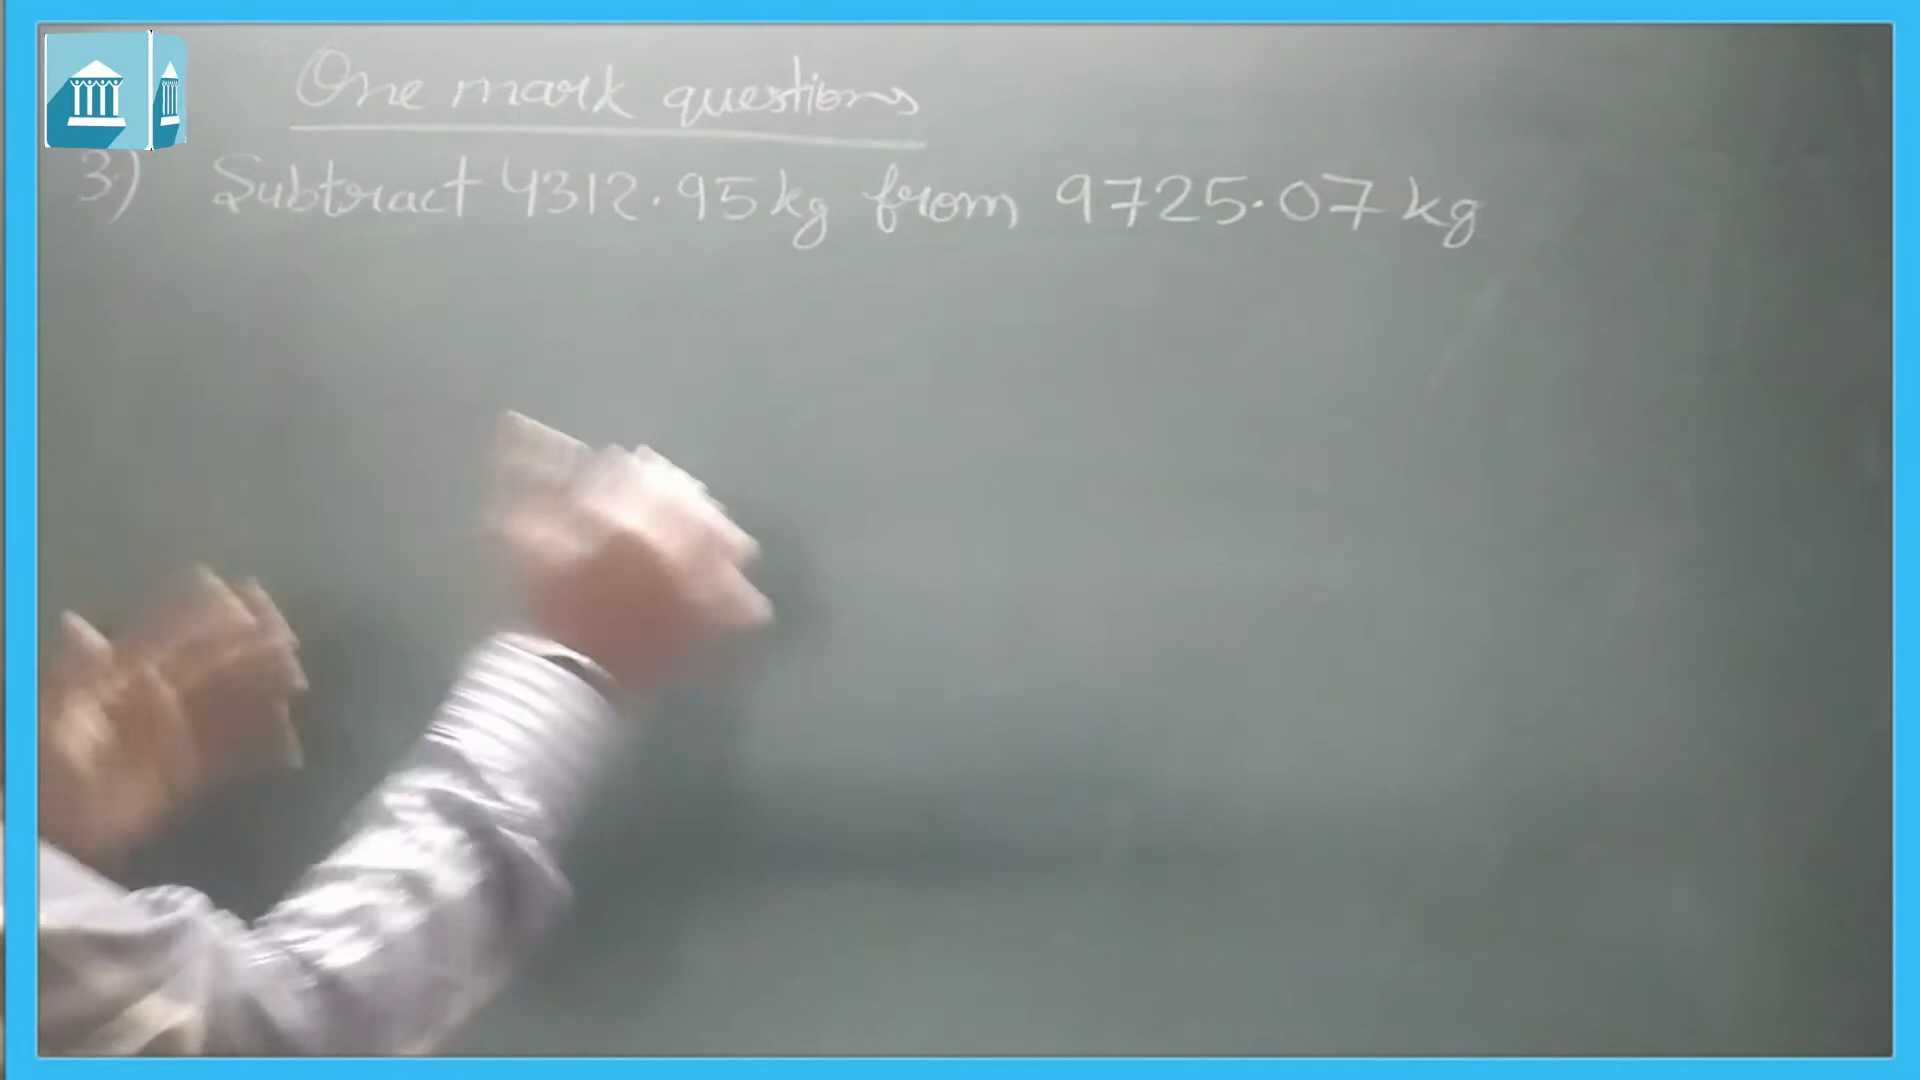 One mark questions
3) Subtract 4312.95 kg from 9725.07 kg